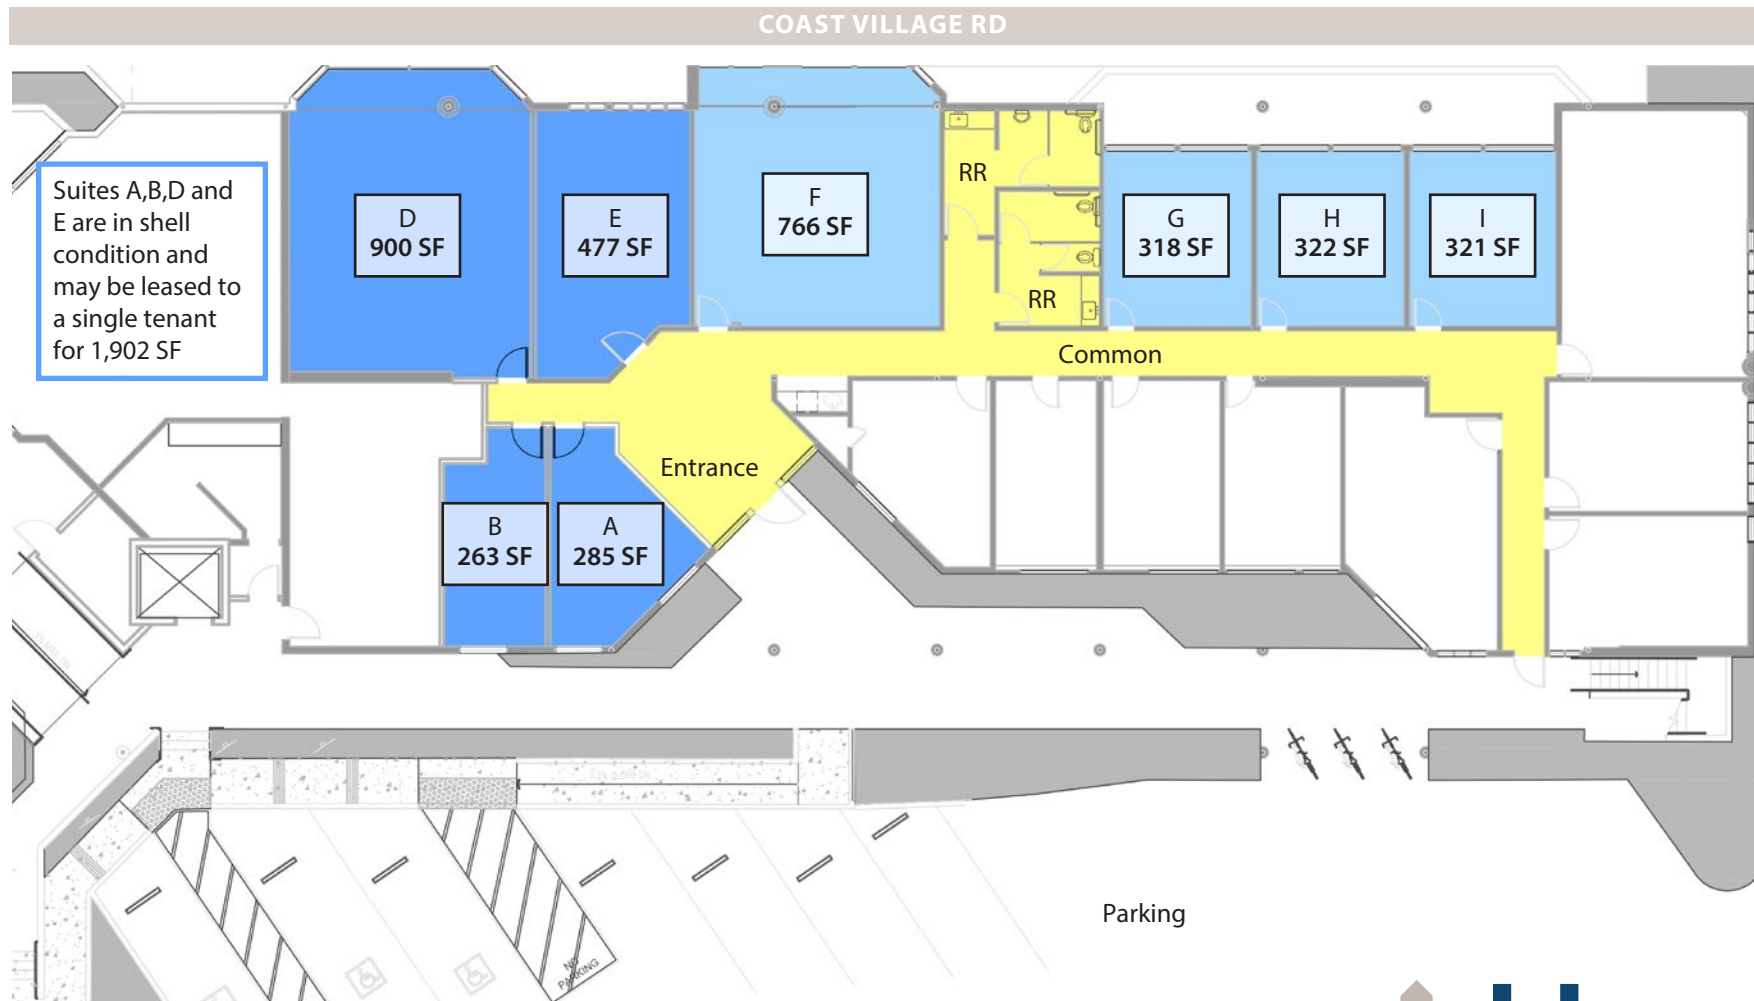 COAST VILLAGE RD
Suites A,B,D and
E are in shell
condition and
may be leased to
a single tenant
for 1,902 SF
D
900 SF
E
477 SF
F
766 SF
RR
RR
G
318 SF
H
322 SF
I
321 SF
Common
Entrance
B
263 SF
A
285 SF
Parking
NO
PARKING